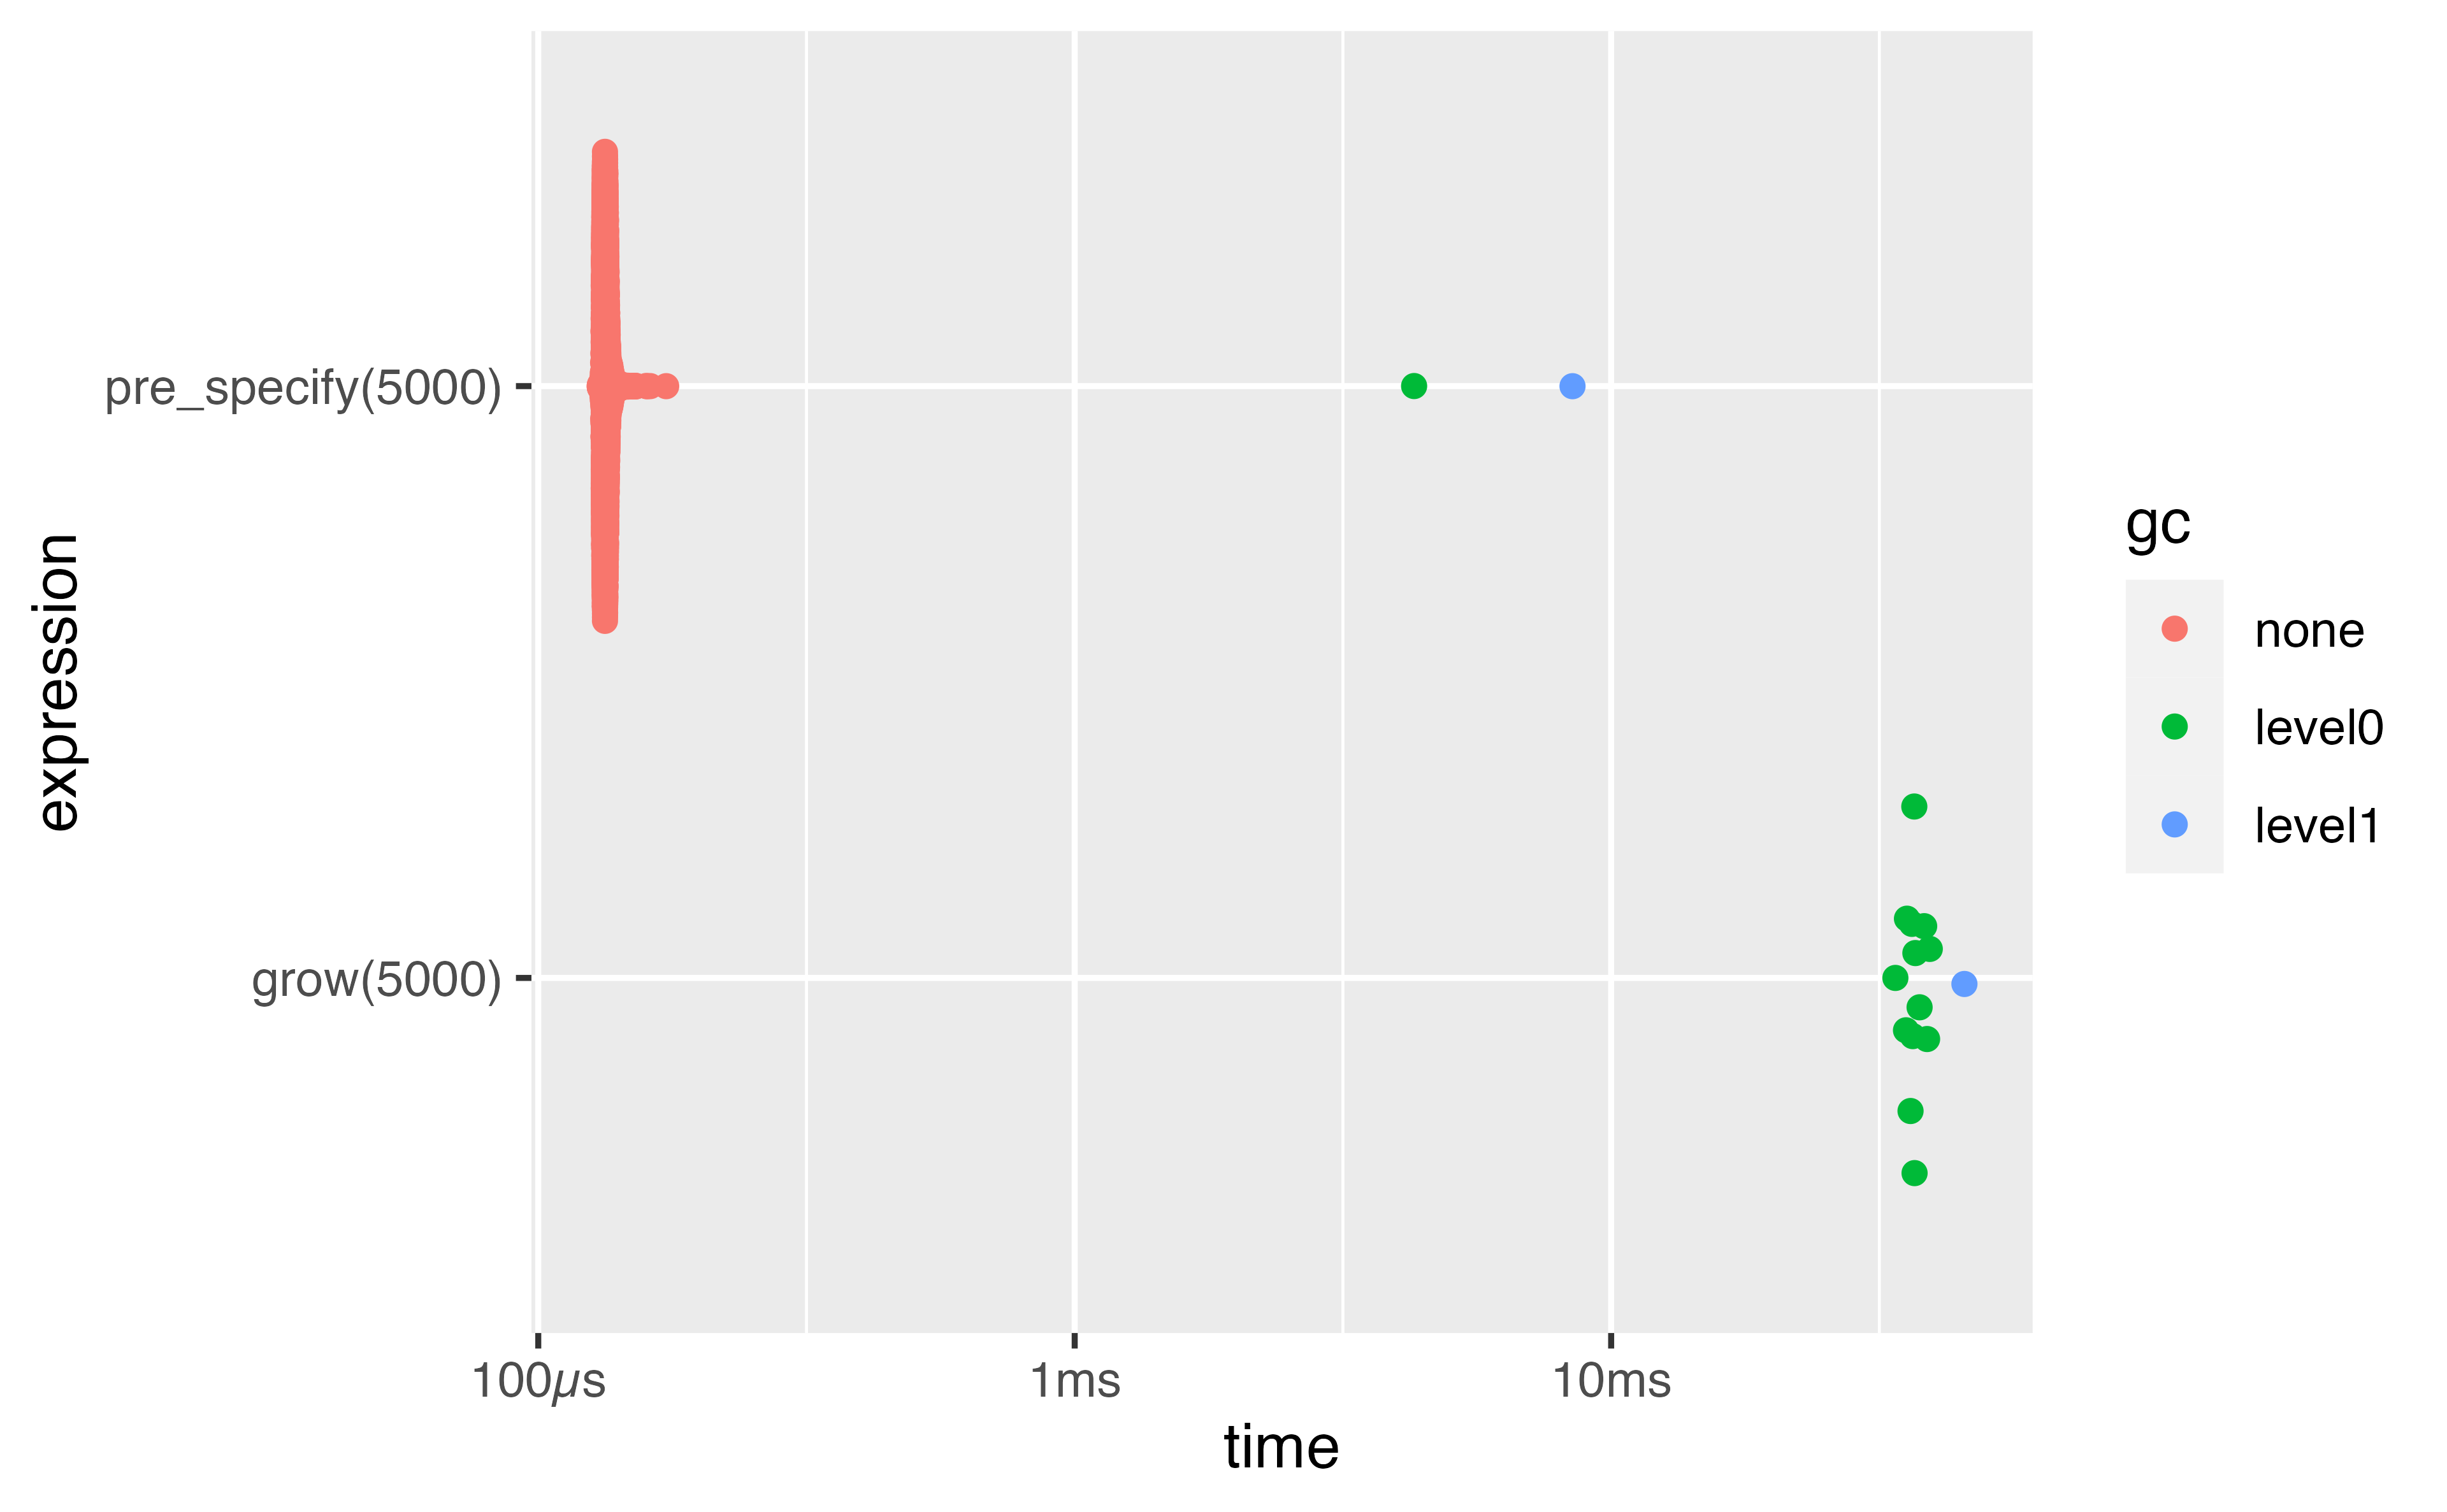 pre_specify(5000)
grow(5000)
expression
100µs
1ms
10ms
time
gc
none
level0
level1